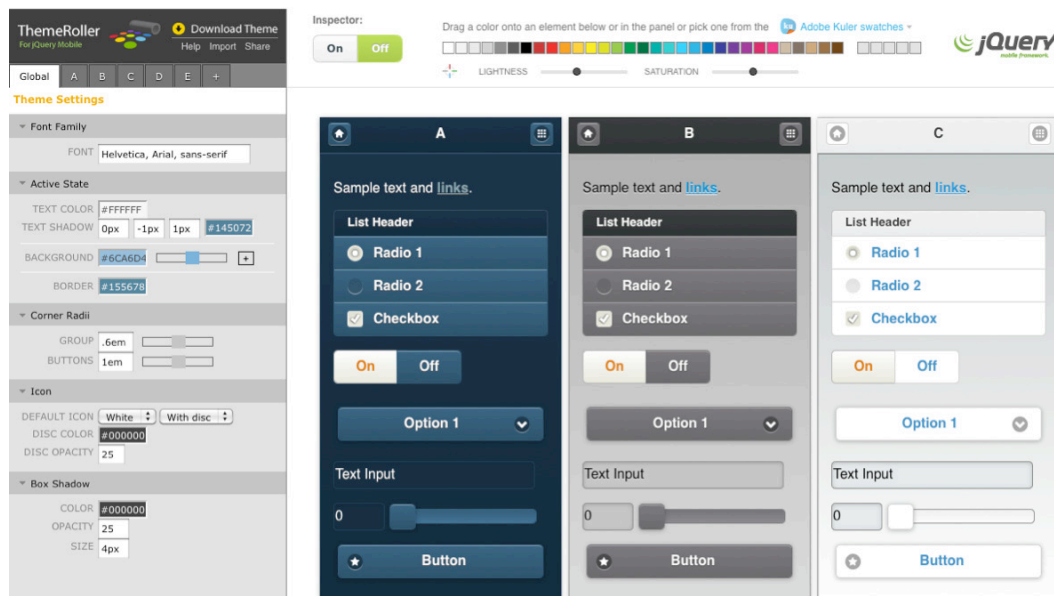 ThemeRoller
For jQuery Mobile
Download Theme
Help Import Share
Global A B C D E +
Theme Settings
Font Family
FONT Helvetica, Arial, sans-serif
Active State
TEXT COLOR #FFFFFF
TEXT SHADOW 0px -1px 1px #145072
BACKGROUND #6CA6D4 +
BORDER #155678
Corner Radii
GROUP .6em
BUTTONS 1em
Icon
DEFAULT ICON White With disc
DISC COLOR #000000
DISC OPACITY 25
Box Shadow
COLOR #000000
OPACITY 25
SIZE 4px
Inspector:
On Off
Drag a color onto an element below or in the panel or pick one from the Adobe Kuler swatches
LIGHTNESS SATURATION
jQuery
mobile framework
A
Sample text and links.
List Header
Radio 1
Radio 2
Checkbox
On Off
Option 1
Text Input
0
Button
B
Sample text and links.
List Header
Radio 1
Radio 2
Checkbox
On Off
Option 1
Text Input
0
Button
C
Sample text and links.
List Header
Radio 1
Radio 2
Checkbox
On Off
Option 1
Text Input
0
Button